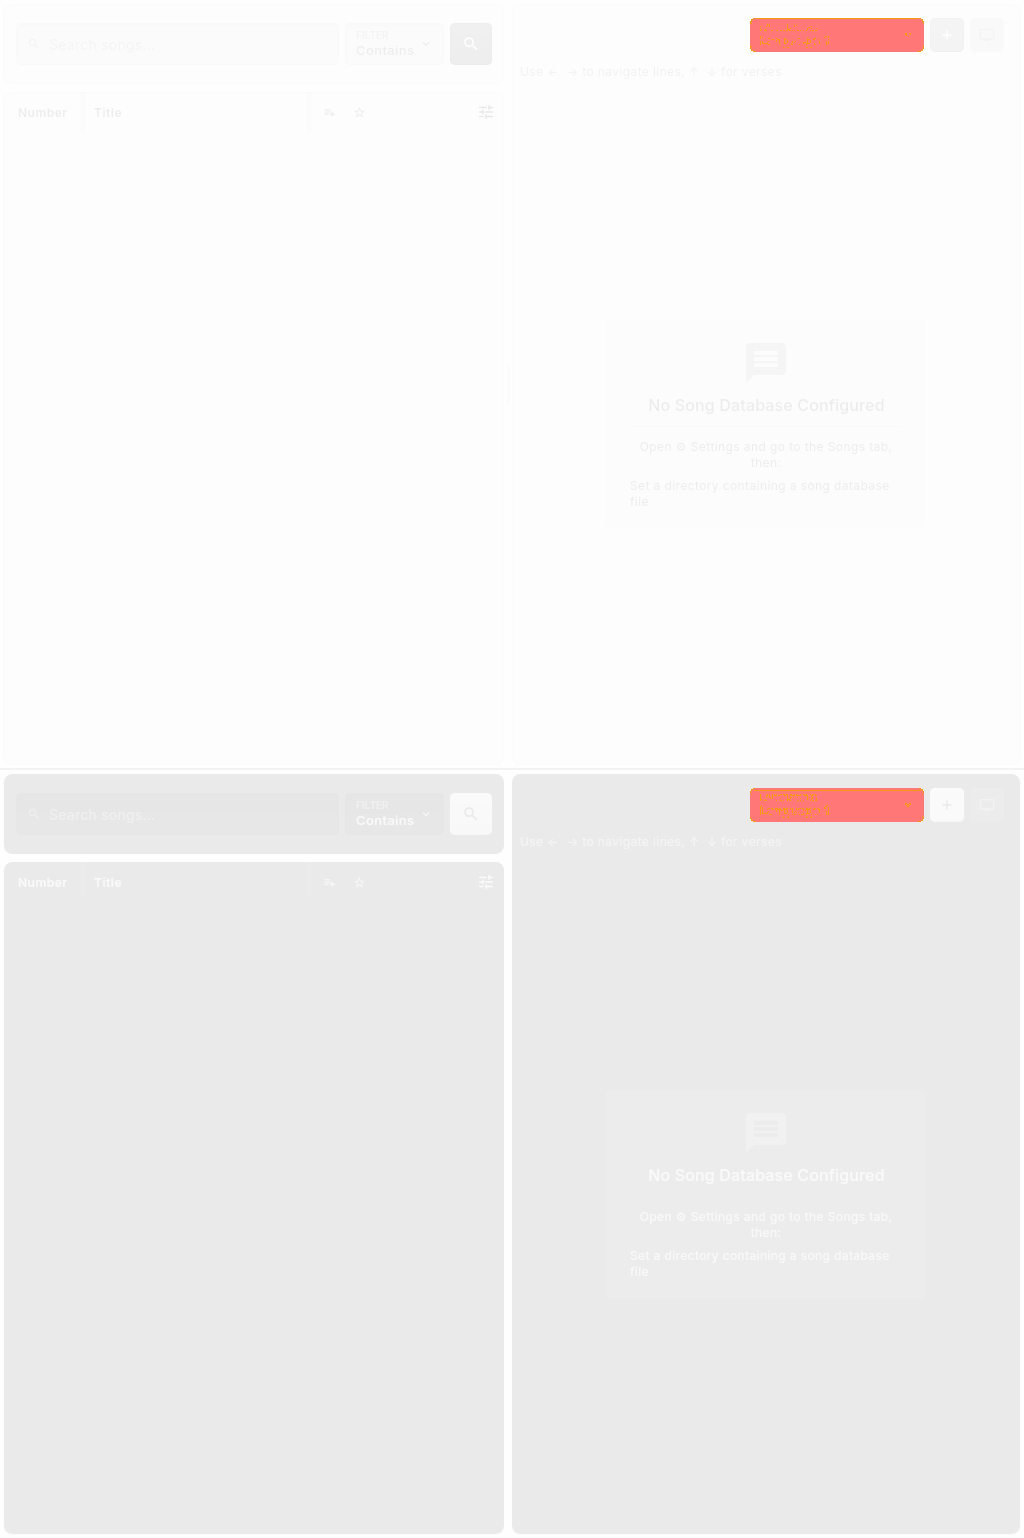 Search songs...
FILTER
Contains
Use ← → to navigate lines, ↑ ↓ for verses
Number Title
No Song Database Configured
Open ⚙ Settings and go to the Songs tab,
then:
Set a directory containing a song database
file
Search songs...
FILTER
Contains
Use ← → to navigate lines, ↑ ↓ for verses
Number Title
No Song Database Configured
Open ⚙ Settings and go to the Songs tab,
then:
Set a directory containing a song database
file